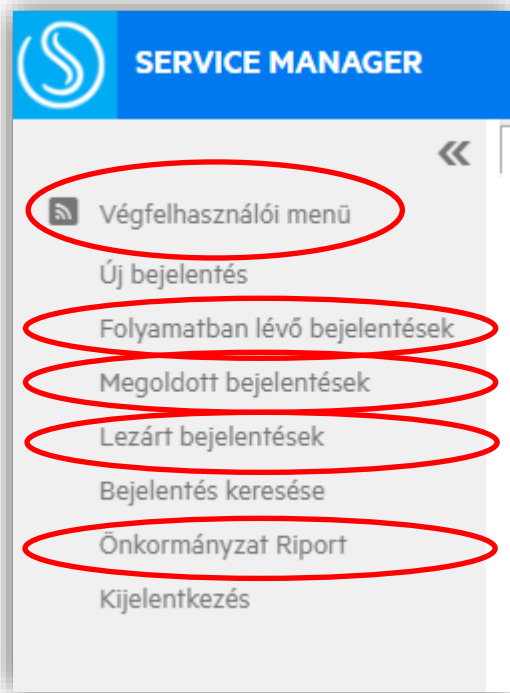 SERVICE MANAGER
Végfelhasználói menü
Új bejelentés
Folyamatban lévő bejelentések
Megoldott bejelentések
Lezárt bejelentések
Bejelentés keresése
Önkormányzat Riport
Kijelentkezés